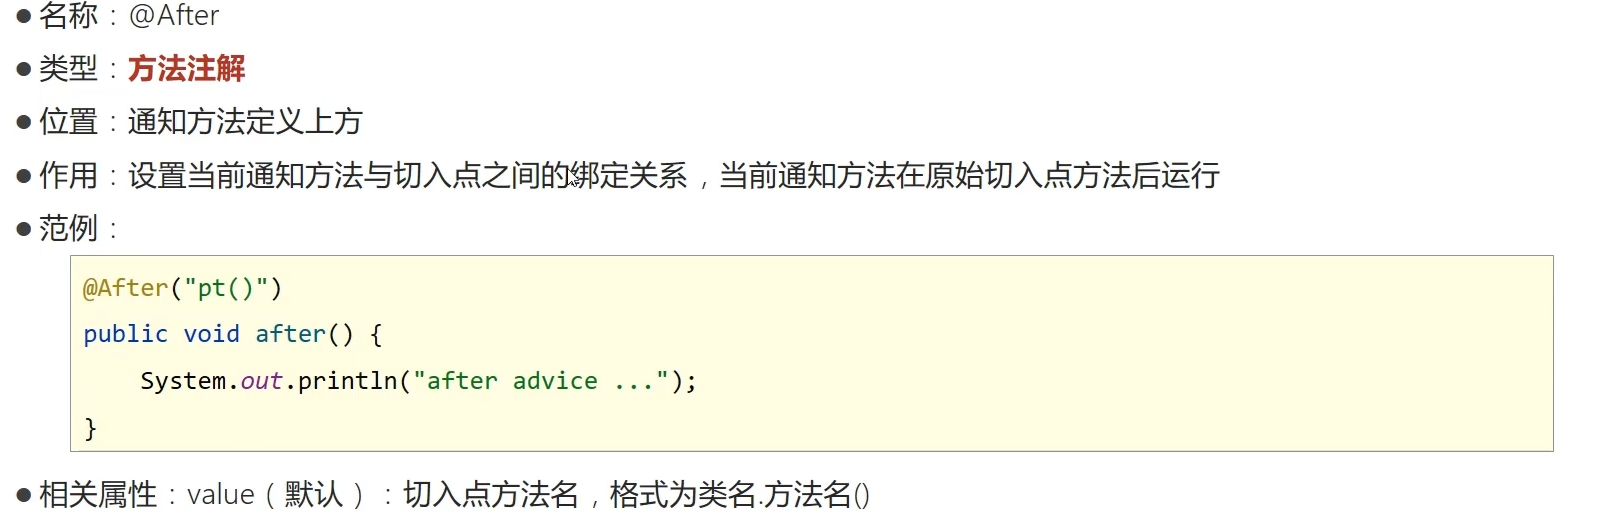 ● 名称：@After
● 类型：方法注解
● 位置：通知方法定义上方
● 作用：设置当前通知方法与切入点之间的绑定关系，当前通知方法在原始切入点方法后运行
● 范例：
@After("pt()")
public void after() {
    System.out.println("after advice ...");
}
● 相关属性：value（默认）：切入点方法名，格式为类名.方法名()